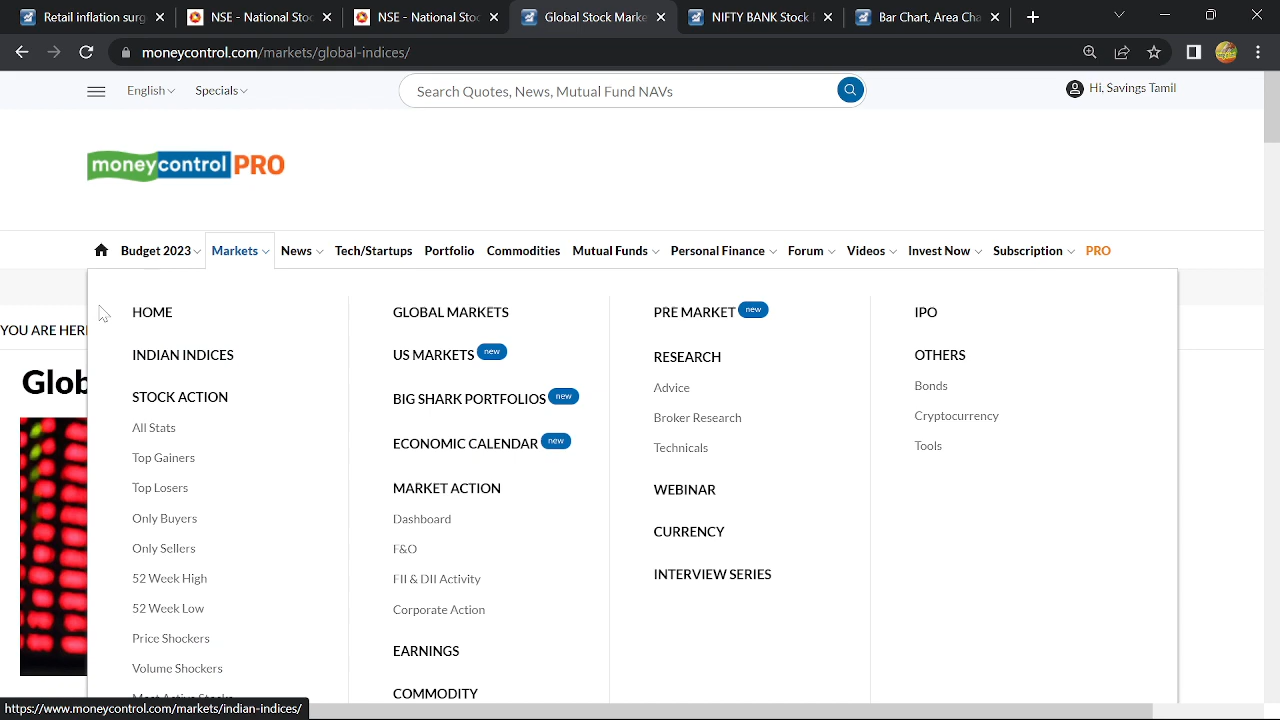 Retail inflation surg
NSE - National Stoc
NSE - National Soc
Global Stock Marke
NIFTY BANK Stock I
Bar Chart, Area Cha
moneycontrol.com/markets/global-indices/
English
Specials
Search Quotes, News, Mutual Fund NAVs
Hi, Savings Tamil
moneycontrol PRO
Budget 2023
Markets
News
Tech/Startups
Portfolio
Commodities
Mutual Funds
Personal Finance
Forum
Videos
Invest Now
Subscription
PRO
YOU ARE HERE
Glob
HOME
INDIAN INDICES
STOCK ACTION
All Stats
Top Gainers
Top Losers
Only Buyers
Only Sellers
52 Week High
52 Week Low
Price Shockers
Volume Shockers
Most Active Stocks
GLOBAL MARKETS
US MARKETS new
BIG SHARK PORTFOLIOS new
ECONOMIC CALENDAR new
MARKET ACTION
Dashboard
F&O
FII & DII Activity
Corporate Action
EARNINGS
COMMODITY
PRE MARKET new
RESEARCH
Advice
Broker Research
Technicals
WEBINAR
CURRENCY
INTERVIEW SERIES
IPO
OTHERS
Bonds
Cryptocurrency
Tools
https://www.moneycontrol.com/markets/indian-indices/